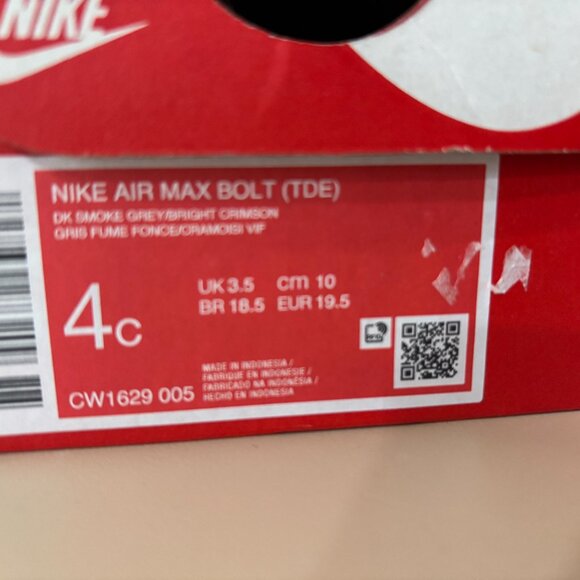 NIKE
NIKE AIR MAX BOLT (TDE)
DK SMOKE GREY/BRIGHT CRIMSON
GRIS FUME FONCE/CRAMOISI VIF
4C
UK 3.5 cm 10
BR 18.5 EUR 19.5
CW1629 005
MADE IN INDONESIA /
FABRIQUE EN INDONESIE /
FABRICADO NA INDONÉSIA /
HECHO EN INDONESIA